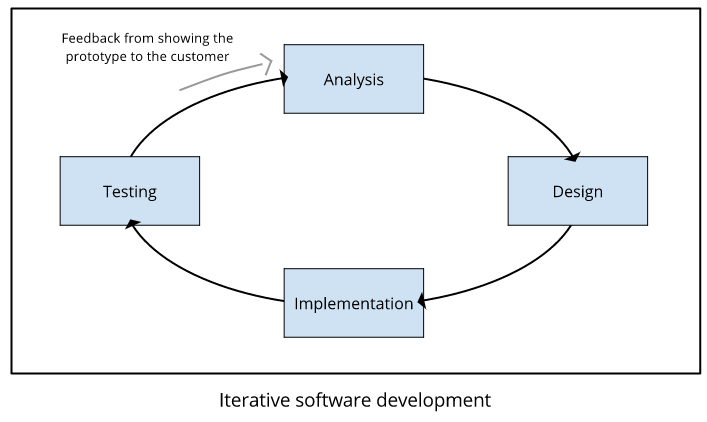 Feedback from showing the
prototype to the customer
Analysis
Testing
Design
Implementation
Iterative software development